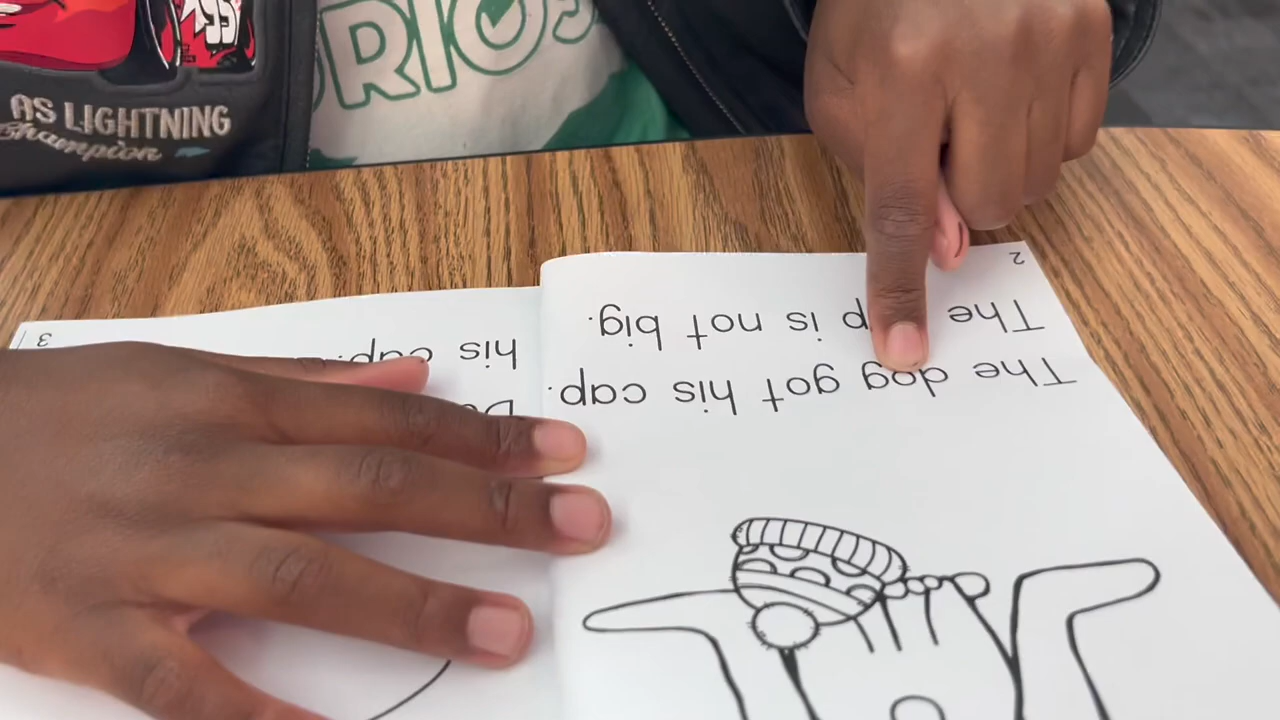 AS LIGHTNING
Champion
The dog got his cap.
The is not big.
2
his cap.
3